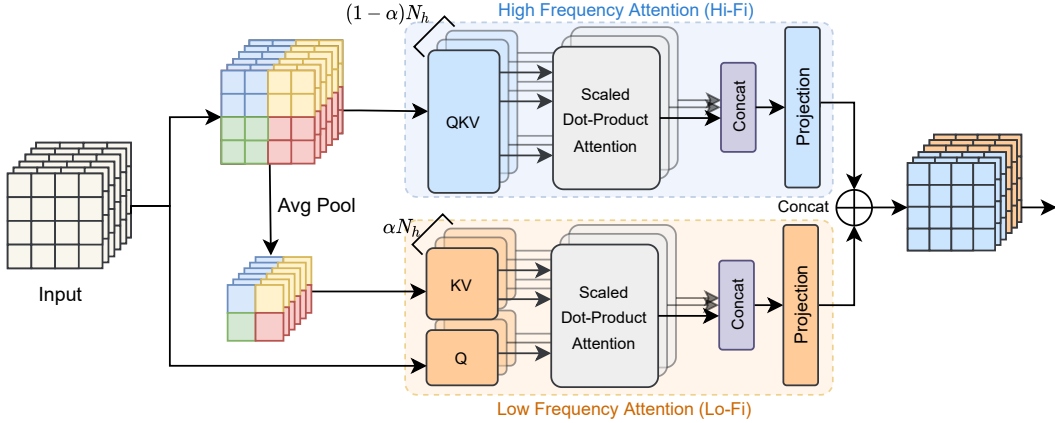 (1 − α)N_h
High Frequency Attention (Hi-Fi)
QKV
Scaled
Dot-Product
Attention
Concat
Projection
Input
Avg Pool
Concat
αN_h
KV
Q
Scaled
Dot-Product
Attention
Concat
Projection
Low Frequency Attention (Lo-Fi)